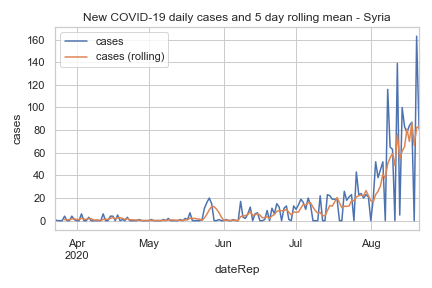 New COVID-19 daily cases and 5 day rolling mean - Syria
cases
cases (rolling)
160
140
120
100
80
60
40
20
0
cases
Apr
2020
May
Jun
Jul
Aug
dateRep